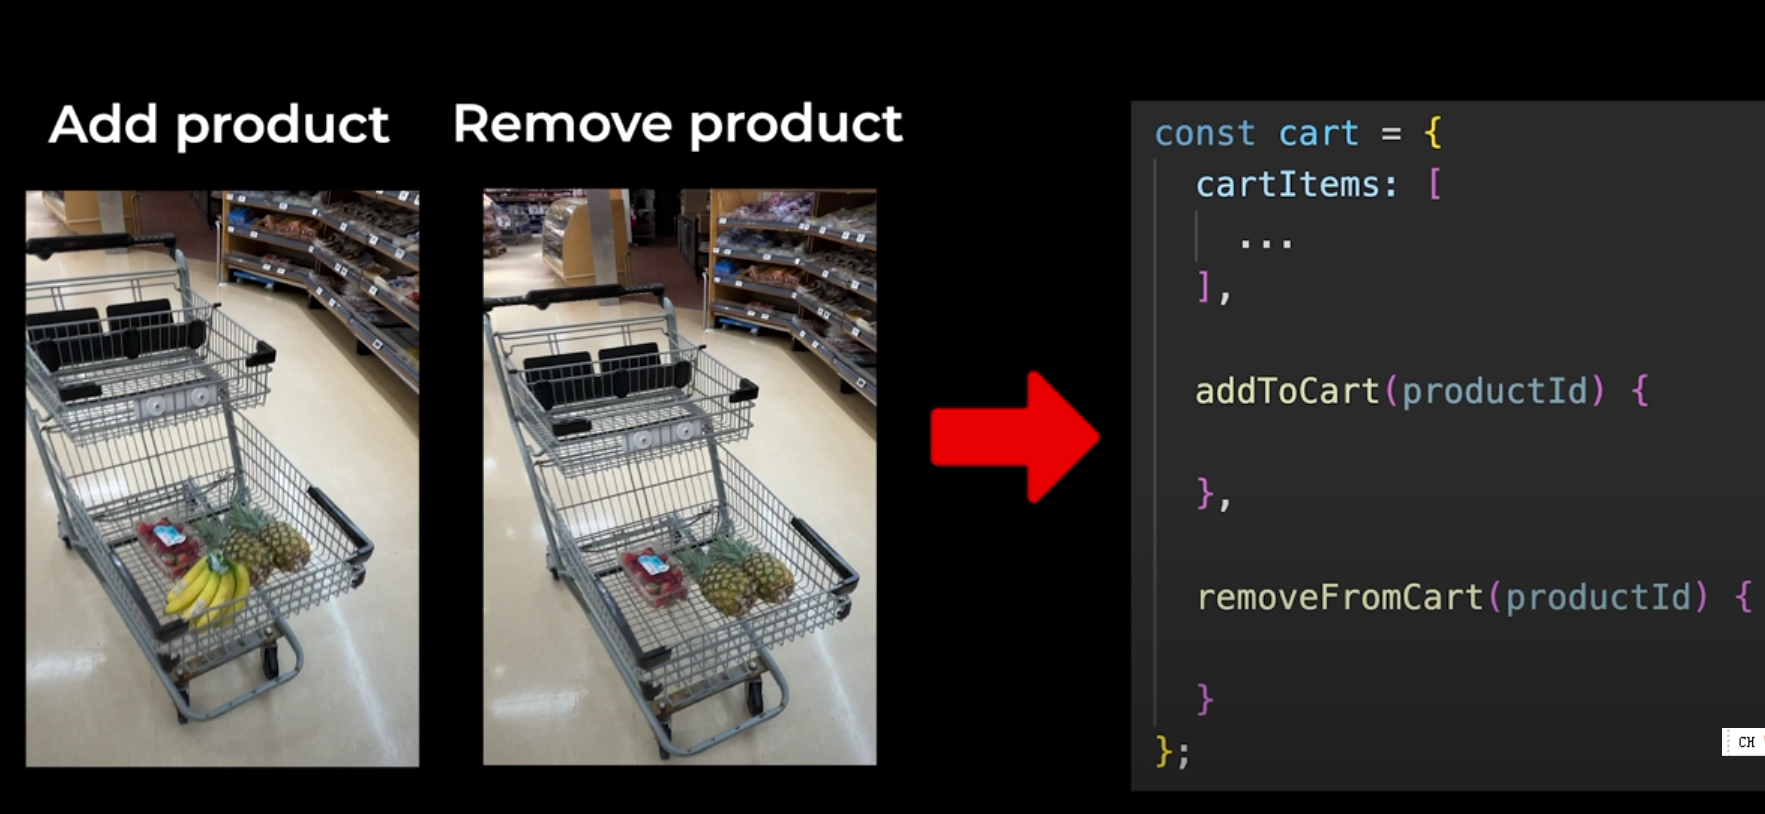 Add product
Remove product
const cart = {
cartItems: [
...
],
addToCart(productId) {
},
removeFromCart(productId) {
}
};
CH